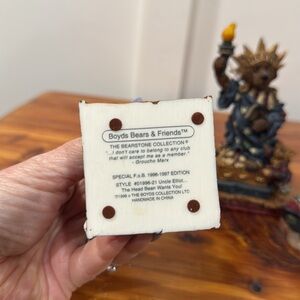 Boyds Bears & Friends™
THE BEARSTONE COLLECTION®
"...I don't care to belong to any club
that will accept me as a member."
- Groucho Marx
SPECIAL F.o.B. 1996-1997 EDITION
STYLE #01996-21 Uncle Elliot...
The Head Bean Wants You!
©1996 THE BOYDS COLLECTION LTD.
HANDMADE IN CHINA